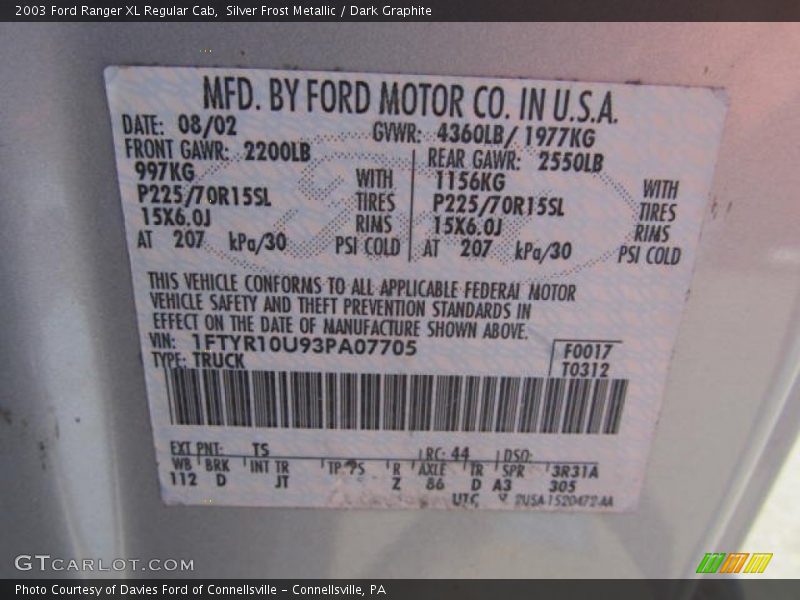 2003 Ford Ranger XL Regular Cab,  Silver Frost Metallic / Dark Graphite
MFD. BY FORD MOTOR CO. IN U.S.A.
DATE: 08/02 GVWR: 4360LB/ 1977KG
FRONT GAWR: 2200LB REAR GAWR: 2550LB
997KG WITH 1156KG WITH
P225/70R15SL TIRES P225/70R15SL TIRES
15X6.0J RIMS 15X6.0J RIMS
AT 207 kPa/30 PSI COLD AT 207 kPa/30 PSI COLD
THIS VEHICLE CONFORMS TO ALL APPLICABLE FEDERAL MOTOR
VEHICLE SAFETY AND THEFT PREVENTION STANDARDS IN
EFFECT ON THE DATE OF MANUFACTURE SHOWN ABOVE.
VIN: 1FTYR10U93PA07705
TYPE: TRUCK
F0017
T0312
EXT PNT: TS RC: 44 DSO:
WB BRK INT TR TP PS R AXLE TR SPR 3R31A
112 D JT Z 86 D A3 305
UTC 2U5A 1520472 AA
GTCARLOT.COM
Photo Courtesy of Davies Ford of Connellsville – Connellsville, PA